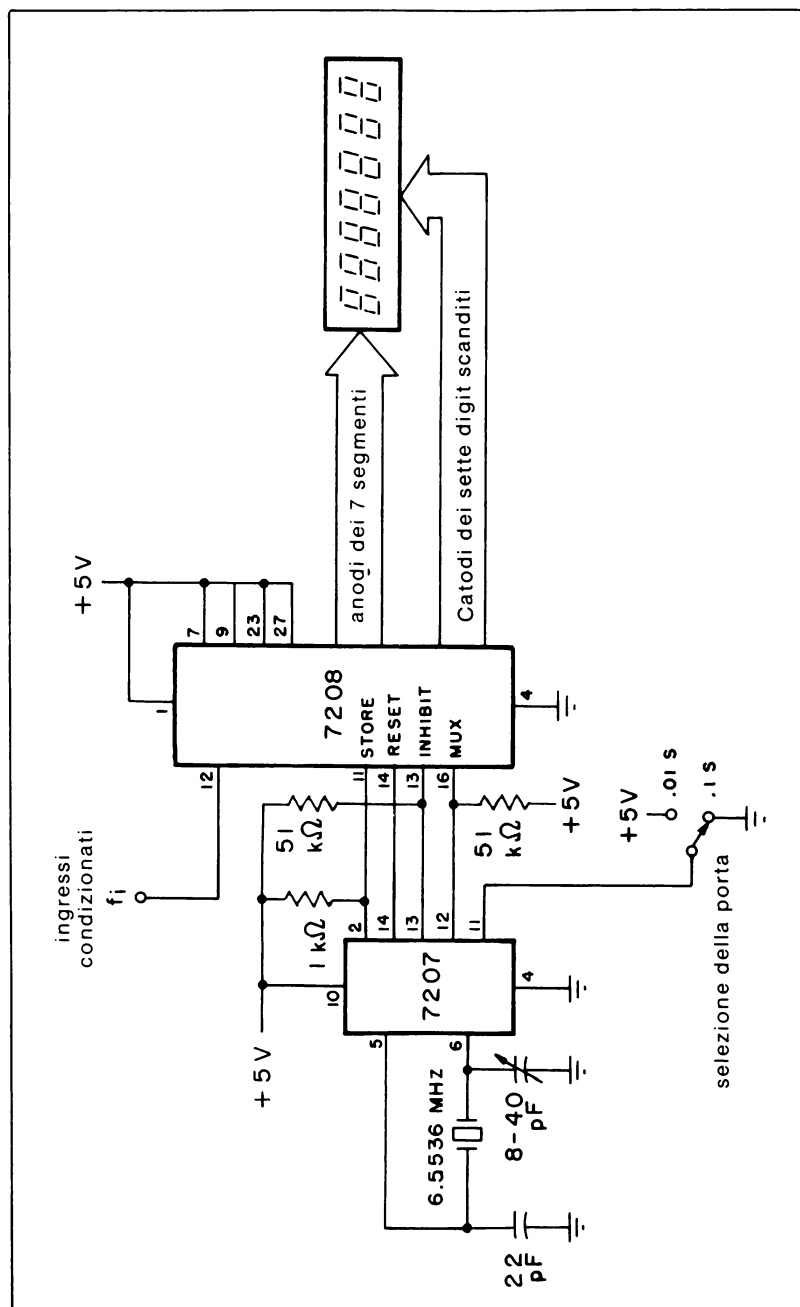 ingressi
condizionati
fi
+5V
1
7
9
23
27
12
7208
11 STORE
14 RESET
13 INHIBIT
16 MUX
4
anodi dei 7 segmenti
Catodi dei sette digit scanditi
+5V
1 kΩ
51
kΩ
51
kΩ
+5V
10
2
14
13
12
11
7207
5
6
4
6.5536 MHZ
22
pF
8-40
pF
+5V
.01 s
.1 s
selezione della porta